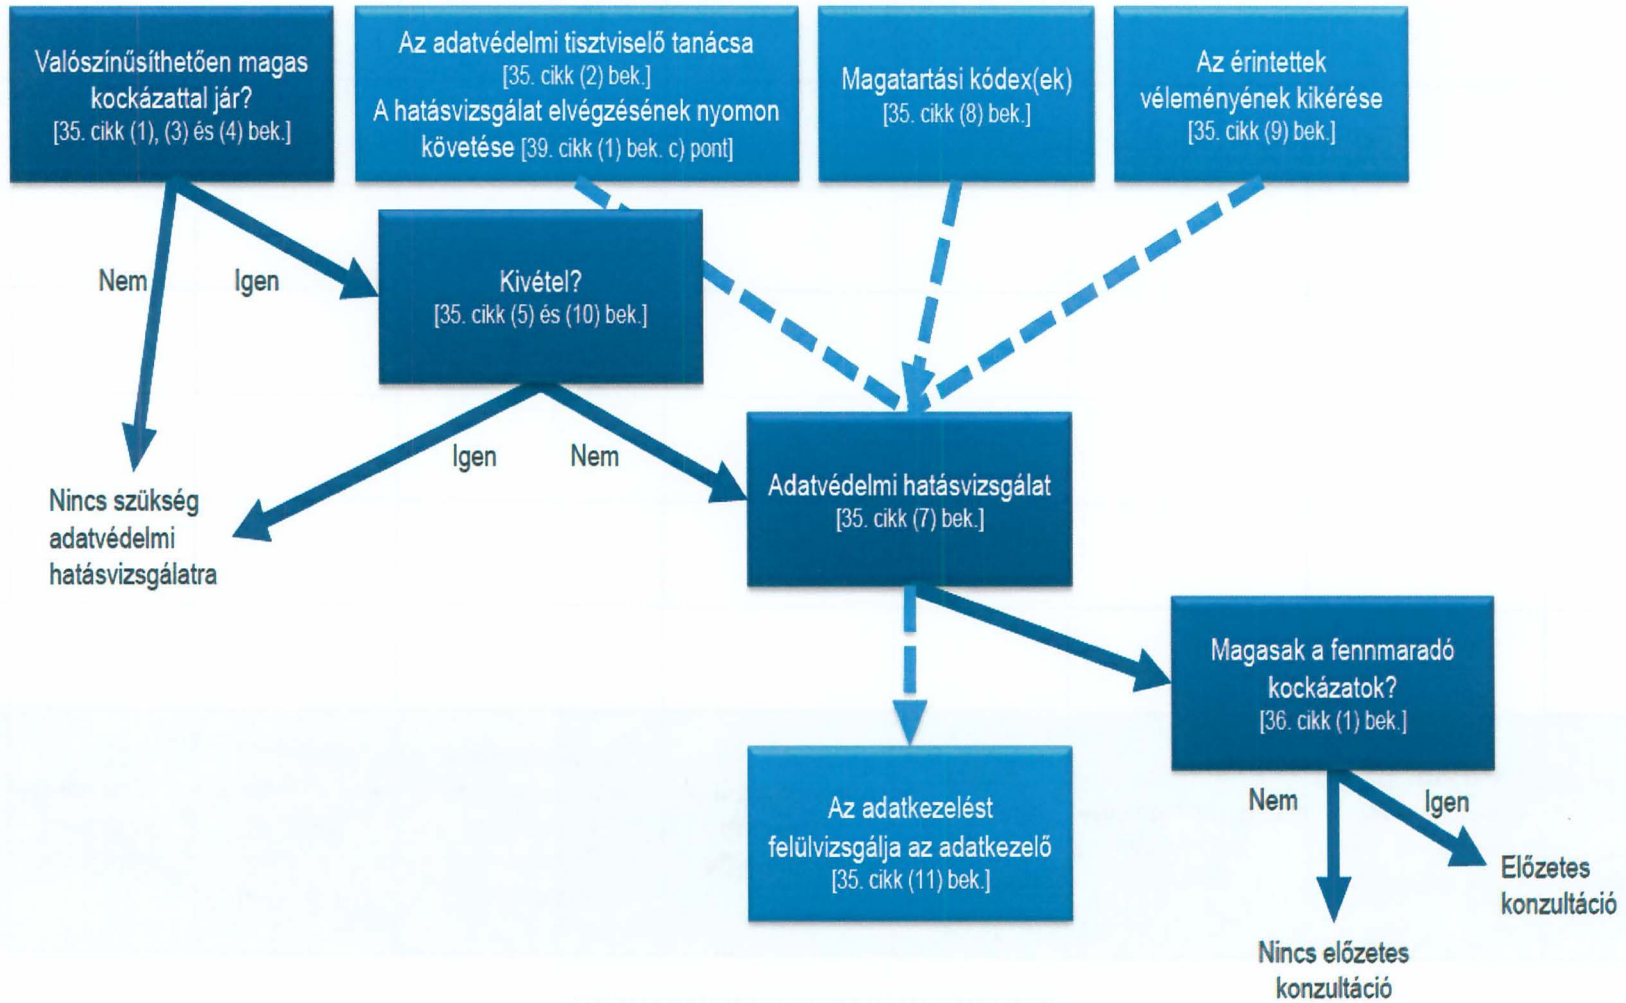 Valószínűsíthetően magas
kockázattal jár?
[35. cikk (1), (3) és (4) bek.]
Az adatvédelmi tisztviselő tanácsa
[35. cikk (2) bek.]
A hatásvizsgálat elvégzésének nyomon
követése [39. cikk (1) bek. c) pont]
Magatartási kódex(ek)
[35. cikk (8) bek.]
Az érintettek
véleményének kikérése
[35. cikk (9) bek.]
Nem
Igen
Kivétel?
[35. cikk (5) és (10) bek.]
Igen
Nem
Nincs szükség
adatvédelmi
hatásvizsgálatra
Adatvédelmi hatásvizsgálat
[35. cikk (7) bek.]
Magasak a fennmaradó
kockázatok?
[36. cikk (1) bek.]
Az adatkezelést
felülvizsgálja az adatkezelő
[35. cikk (11) bek.]
Nem
Igen
Előzetes
konzultáció
Nincs előzetes
konzultáció